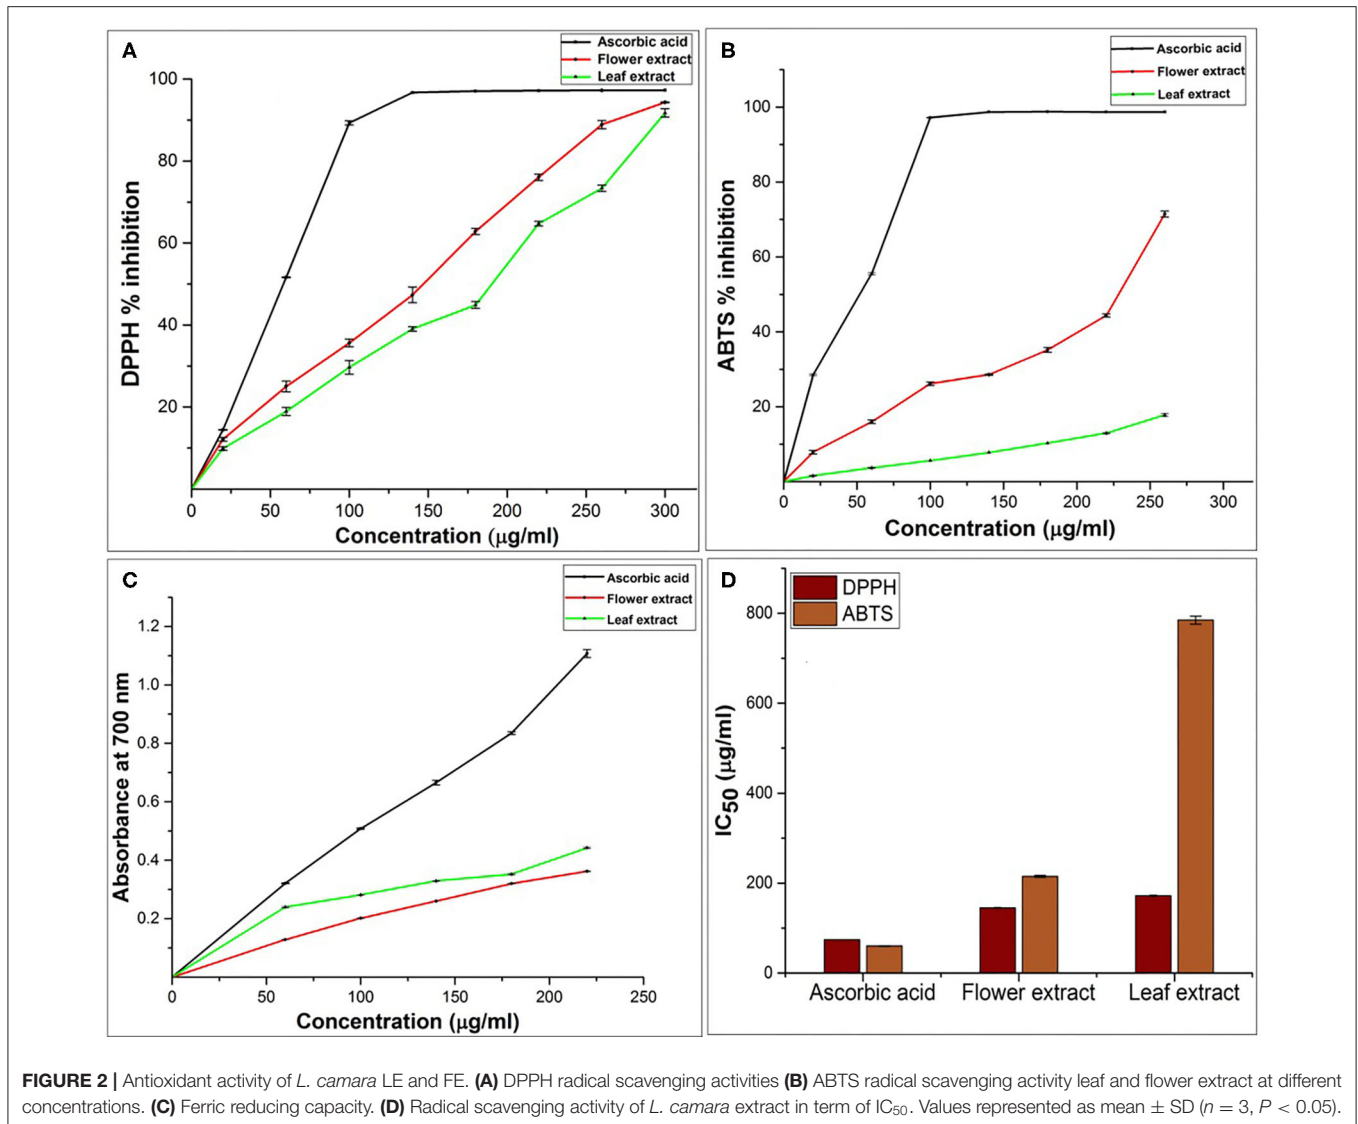 A
Ascorbic acid
Flower extract
Leaf extract
100
80
60
40
20
DPPH % inhibition
0 50 100 150 200 250 300
Concentration (µg/ml)
B
Ascorbic acid
Flower extract
Leaf extract
100
80
60
40
20
ABTS % inhibition
0 50 100 150 200 250 300
Concentration (µg/ml)
C
Ascorbic acid
Flower extract
Leaf extract
1.2
1.0
0.8
0.6
0.4
0.2
Absorbance at 700 nm
0 50 100 150 200 250
Concentration (µg/ml)
D
DPPH
ABTS
800
600
400
200
0
IC50 (µg/ml)
Ascorbic acid Flower extract Leaf extract
FIGURE 2 | Antioxidant activity of L. camara LE and FE. (A) DPPH radical scavenging activities (B) ABTS radical scavenging activity leaf and flower extract at different
concentrations. (C) Ferric reducing capacity. (D) Radical scavenging activity of L. camara extract in term of IC50. Values represented as mean ± SD (n = 3, P < 0.05).